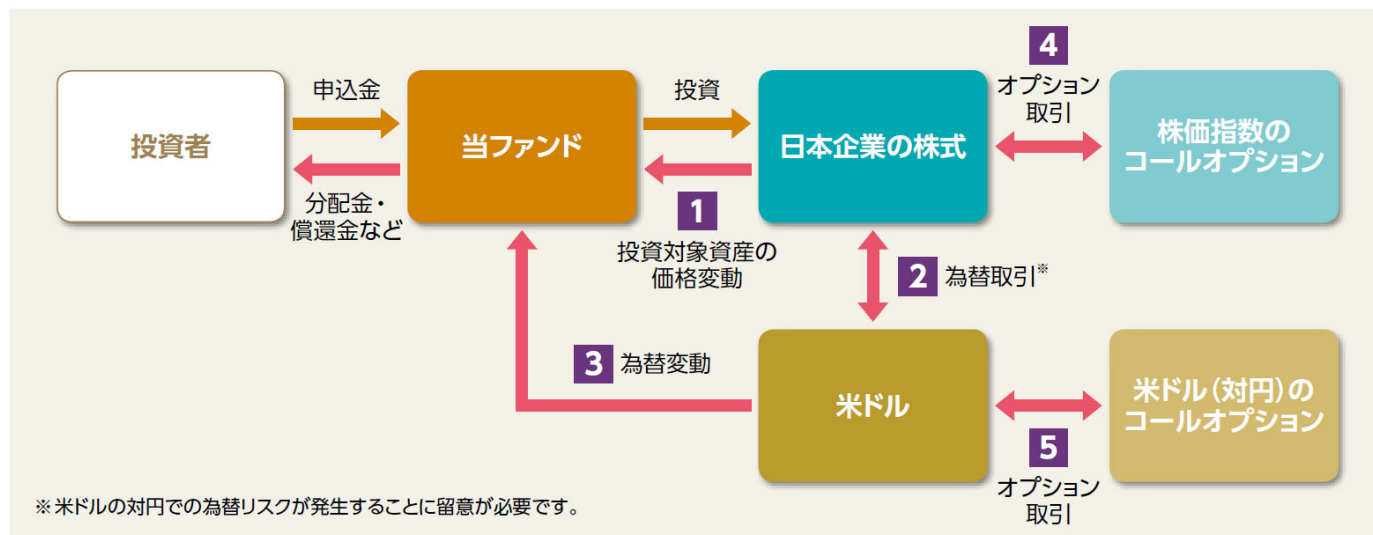 投資者
申込金
分配金・
償還金など
当ファンド
投資
1
投資対象資産の
価格変動
日本企業の株式
4
オプション
取引
株価指数の
コールオプション
2 為替取引※
3 為替変動
米ドル
5
オプション
取引
米ドル(対円)の
コールオプション
※米ドルの対円での為替リスクが発生することに留意が必要です。